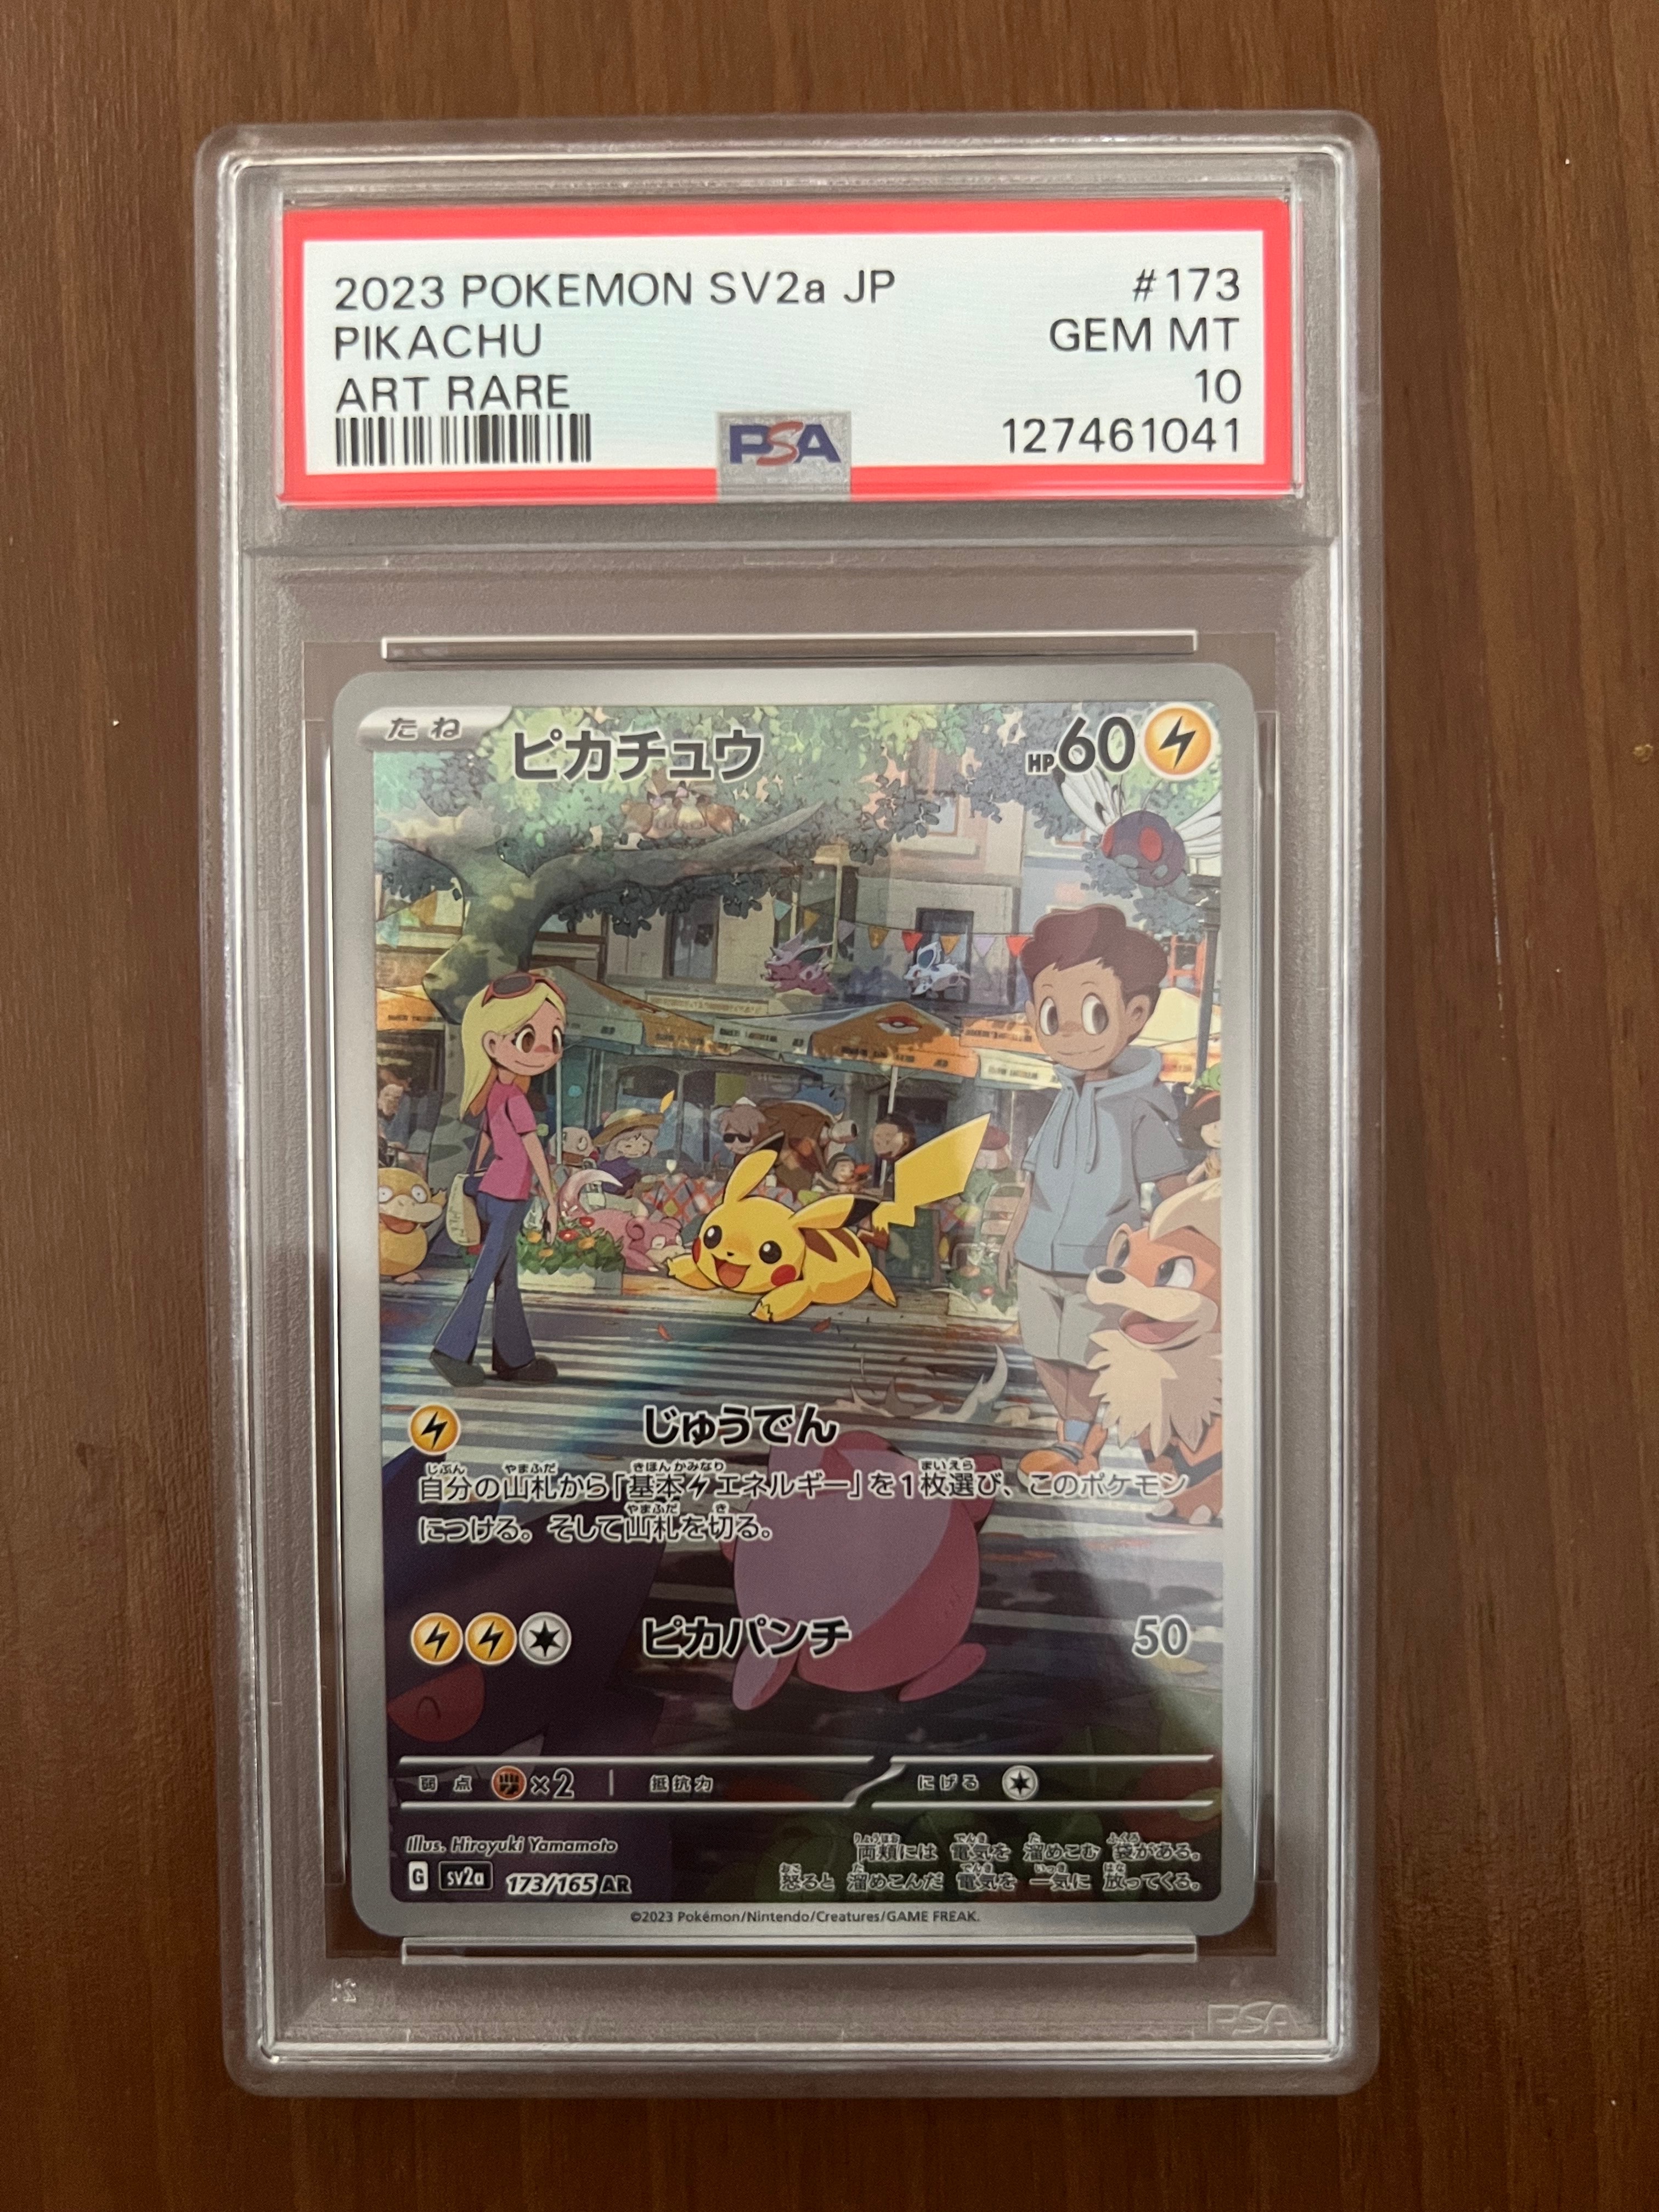 2023 POKEMON SV2a JP #173
PIKACHU GEM MT
ART RARE 10
PSA 127461041
たね ピカチュウ HP60
じゅうでん
自分の山札から「基本エネルギー」を1枚選び、このポケモン
につける。そして山札を切る。
ピカパンチ 50
弱点 ×2 抵抗力 にげる
Illus. Hiroyuki Yamamoto
両頬には 電気を 溜めこむ 袋がある。
G sv2a 173/165 AR
怒ると 溜めこんだ 電気を 一気に 放ってくる。
©2023 Pokémon/Nintendo/Creatures/GAME FREAK.
PSA